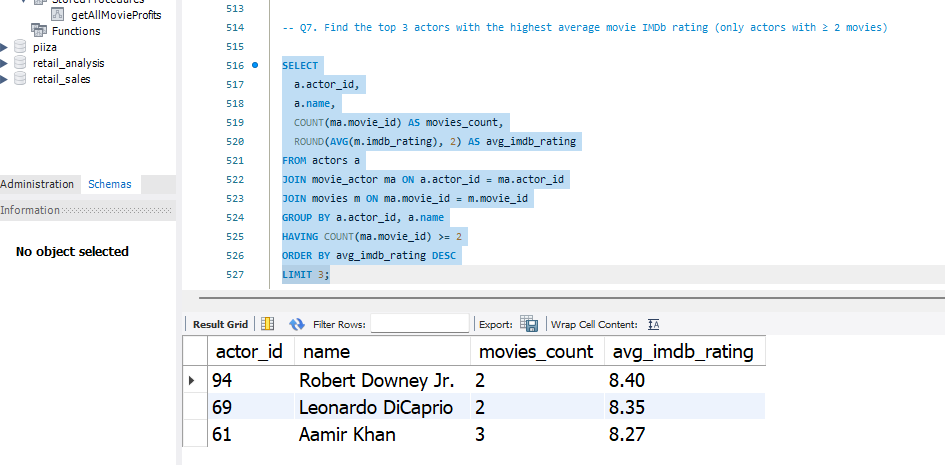 Stored Procedures
getAllMovieProfits
Functions
piiza
retail_analysis
retail_sales
Administration Schemas
Information
No object selected
513
514 -- Q7. Find the top 3 actors with the highest average movie IMDb rating (only actors with ≥ 2 movies)
515
516 SELECT
517 a.actor_id,
518 a.name,
519 COUNT(ma.movie_id) AS movies_count,
520 ROUND(AVG(m.imdb_rating), 2) AS avg_imdb_rating
521 FROM actors a
522 JOIN movie_actor ma ON a.actor_id = ma.actor_id
523 JOIN movies m ON ma.movie_id = m.movie_id
524 GROUP BY a.actor_id, a.name
525 HAVING COUNT(ma.movie_id) >= 2
526 ORDER BY avg_imdb_rating DESC
527 LIMIT 3;
Result Grid Filter Rows: Export: Wrap Cell Content:
actor_id name movies_count avg_imdb_rating
94 Robert Downey Jr. 2 8.40
69 Leonardo DiCaprio 2 8.35
61 Aamir Khan 3 8.27